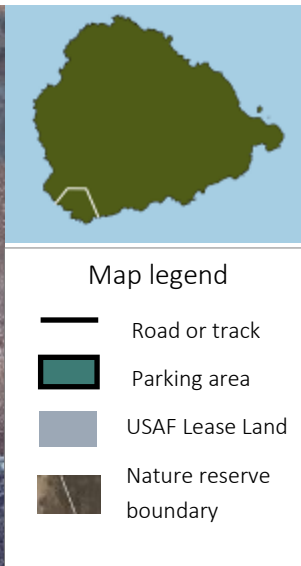 Map legend
Road or track
Parking area
USAF Lease Land
Nature reserve
boundary